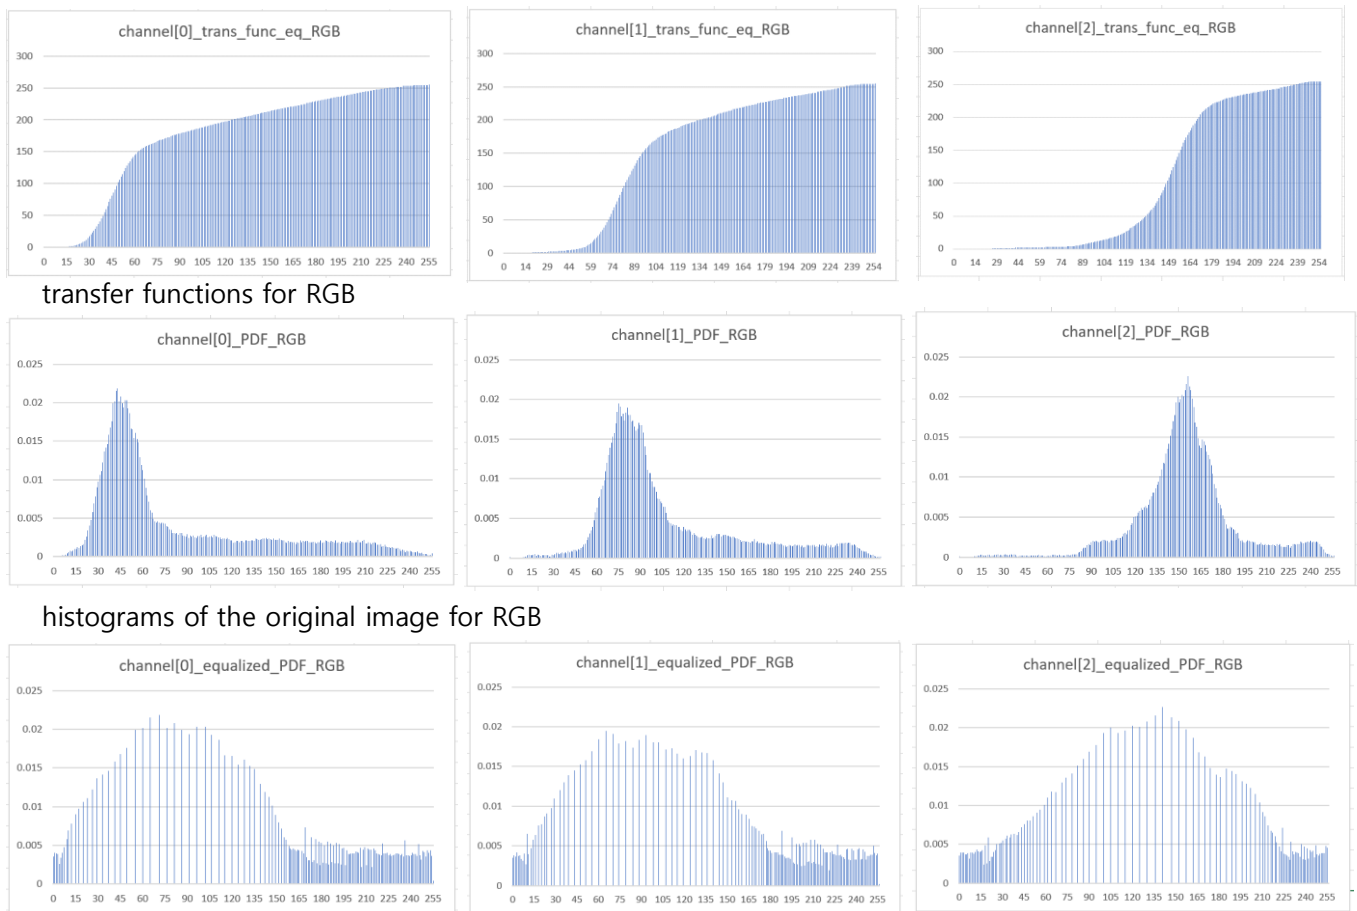 channel[0]_trans_func_eq_RGB
300
250
200
150
100
50
0
0 15 30 45 60 75 90 105 120 135 150 165 180 195 210 225 240 255
channel[1]_trans_func_eq_RGB
300
250
200
150
100
50
0
0 14 29 44 59 74 89 104 119 134 149 164 179 194 209 224 239 254
channel[2]_trans_func_eq_RGB
300
250
200
150
100
50
0
0 14 29 44 59 74 89 104 119 134 149 164 179 194 209 224 239 254
transfer functions for RGB
channel[0]_PDF_RGB
0.025
0.02
0.015
0.01
0.005
0
0 15 30 45 60 75 90 105 120 135 150 165 180 195 210 225 240 255
channel[1]_PDF_RGB
0.025
0.02
0.015
0.01
0.005
0
0 15 30 45 60 75 90 105 120 135 150 165 180 195 210 225 240 255
channel[2]_PDF_RGB
0.025
0.02
0.015
0.01
0.005
0
0 15 30 45 60 75 90 105 120 135 150 165 180 195 210 225 240 255
histograms of the original image for RGB
channel[0]_equalized_PDF_RGB
0.025
0.02
0.015
0.01
0.005
0
0 15 30 45 60 75 90 105 120 135 150 165 180 195 210 225 240 255
channel[1]_equalized_PDF_RGB
0.025
0.02
0.015
0.01
0.005
0
0 15 30 45 60 75 90 105 120 135 150 165 180 195 210 225 240 255
channel[2]_equalized_PDF_RGB
0.025
0.02
0.015
0.01
0.005
0
0 15 30 45 60 75 90 105 120 135 150 165 180 195 210 225 240 255